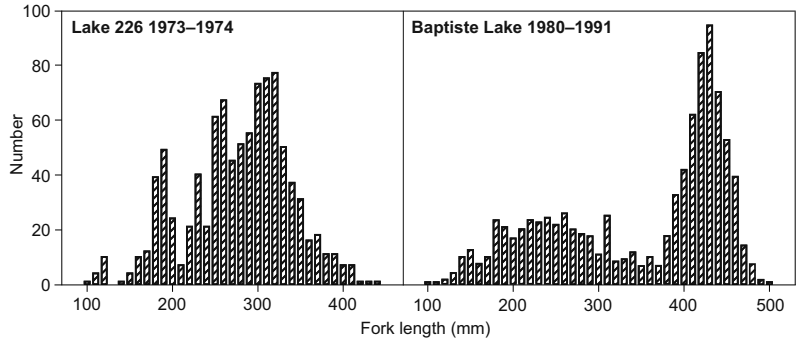 Lake 226 1973–1974
Baptiste Lake 1980–1991
Number
100
80
60
40
20
0
100 200 300 400
100 200 300 400 500
Fork length (mm)